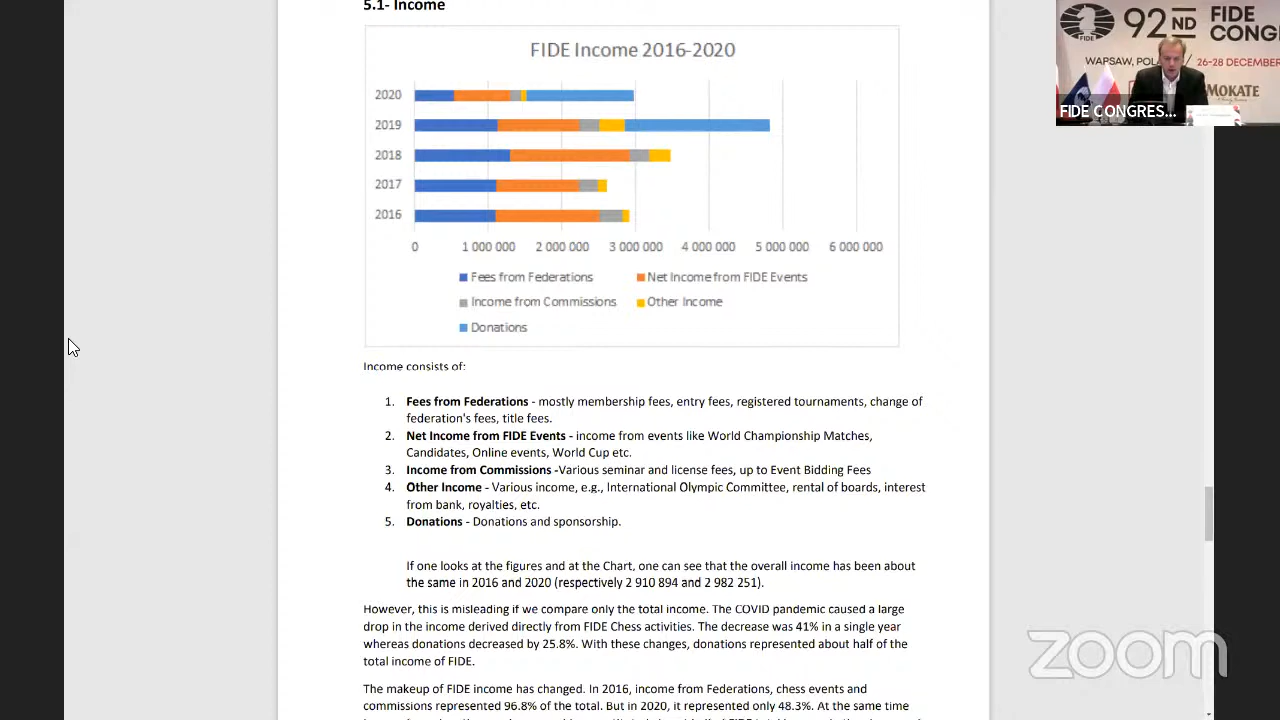 5.1- Income
FIDE Income 2016-2020
2020
2019
2018
2017
2016
0 1 000 000 2 000 000 3 000 000 4 000 000 5 000 000 6 000 000
Fees from Federations Net Income from FIDE Events
Income from Commissions Other Income
Donations
Income consists of:
1. Fees from Federations - mostly membership fees, entry fees, registered tournaments, change of
federation's fees, title fees.
2. Net Income from FIDE Events - income from events like World Championship Matches,
Candidates, Online events, World Cup etc.
3. Income from Commissions -Various seminar and license fees, up to Event Bidding Fees
4. Other Income - Various income, e.g., International Olympic Committee, rental of boards, interest
from bank, royalties, etc.
5. Donations - Donations and sponsorship.
If one looks at the figures and at the Chart, one can see that the overall income has been about
the same in 2016 and 2020 (respectively 2 910 894 and 2 982 251).
However, this is misleading if we compare only the total income. The COVID pandemic caused a large
drop in the income derived directly from FIDE Chess activities. The decrease was 41% in a single year
whereas donations decreased by 25.8%. With these changes, donations represented about half of the
total income of FIDE.
The makeup of FIDE income has changed. In 2016, income from Federations, chess events and
commissions represented 96.8% of the total. But in 2020, it represented only 48.3%. At the same time
FIDE
92ND FIDE
CONG
26-28 DECEMBER
MOKATE
FIDE CONGRES...
zoom